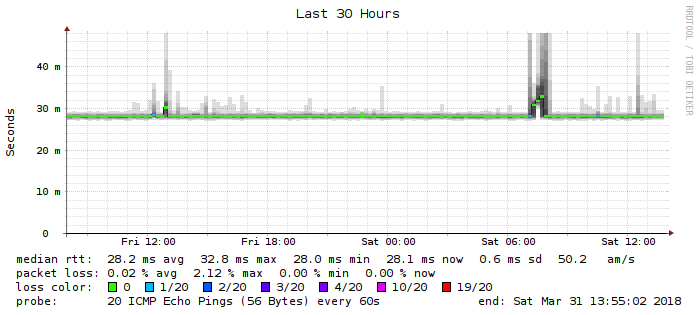 Last 30 Hours
RRDTOOL / TOBI OETIKER
Seconds
40 m
30 m
20 m
10 m
0
Fri 12:00 Fri 18:00 Sat 00:00 Sat 06:00 Sat 12:00
median rtt: 28.2 ms avg 32.8 ms max 28.0 ms min 28.1 ms now 0.6 ms sd 50.2 am/s
packet loss: 0.02 % avg 2.12 % max 0.00 % min 0.00 % now
loss color: 0 1/20 2/20 3/20 4/20 10/20 19/20
probe: 20 ICMP Echo Pings (56 Bytes) every 60s end: Sat Mar 31 13:55:02 2018